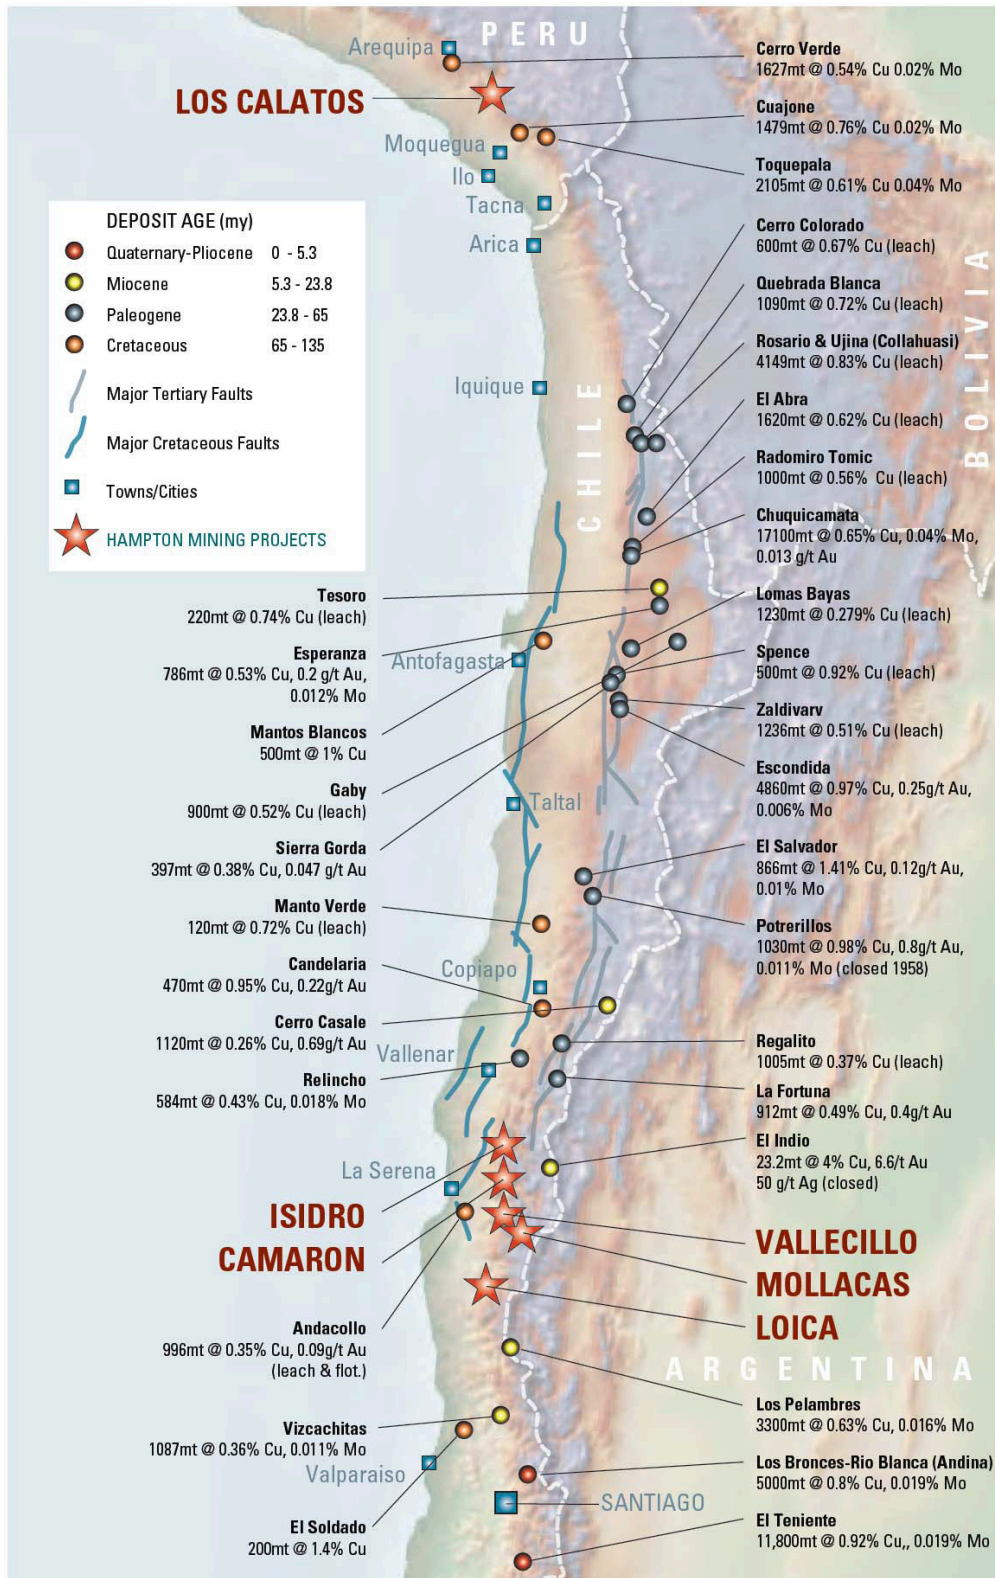 PERU
Arequipa
LOS CALATOS
Moquegua
Ilo
Tacna
Arica
DEPOSIT AGE (my)
Quaternary-Pliocene 0 - 5.3
Miocene 5.3 - 23.8
Paleogene 23.8 - 65
Cretaceous 65 - 135
Major Tertiary Faults
Major Cretaceous Faults
Towns/Cities
HAMPTON MINING PROJECTS
Iquique
CHILE
BOLIVIA
Cerro Verde
1627mt @ 0.54% Cu 0.02% Mo
Cuajone
1479mt @ 0.76% Cu 0.02% Mo
Toquepala
2105mt @ 0.61% Cu 0.04% Mo
Cerro Colorado
600mt @ 0.67% Cu (leach)
Quebrada Blanca
1090mt @ 0.72% Cu (leach)
Rosario & Ujina (Collahuasi)
4149mt @ 0.83% Cu (leach)
El Abra
1620mt @ 0.62% Cu (leach)
Radomiro Tomic
1000mt @ 0.56% Cu (leach)
Chuquicamata
17100mt @ 0.65% Cu, 0.04% Mo,
0.013 g/t Au
Lomas Bayas
1230mt @ 0.279% Cu (leach)
Spence
500mt @ 0.92% Cu (leach)
Zaldivarv
1236mt @ 0.51% Cu (leach)
Escondida
4860mt @ 0.97% Cu, 0.25g/t Au,
0.006% Mo
El Salvador
866mt @ 1.41% Cu, 0.12g/t Au,
0.01% Mo
Potrerillos
1030mt @ 0.98% Cu, 0.8g/t Au,
0.011% Mo (closed 1958)
Regalito
1005mt @ 0.37% Cu (leach)
La Fortuna
912mt @ 0.49% Cu, 0.4g/t Au
El Indio
23.2mt @ 4% Cu, 6.6/t Au
50 g/t Ag (closed)
VALLECILLO
MOLLACAS
LOICA
ARGENTINA
Los Pelambres
3300mt @ 0.63% Cu, 0.016% Mo
Los Bronces-Rio Blanca (Andina)
5000mt @ 0.8% Cu, 0.019% Mo
SANTIAGO
El Teniente
11,800mt @ 0.92% Cu,, 0.019% Mo
Tesoro
220mt @ 0.74% Cu (leach)
Esperanza
786mt @ 0.53% Cu, 0.2 g/t Au,
0.012% Mo
Antofagasta
Mantos Blancos
500mt @ 1% Cu
Gaby
900mt @ 0.52% Cu (leach)
Taltal
Sierra Gorda
397mt @ 0.38% Cu, 0.047 g/t Au
Manto Verde
120mt @ 0.72% Cu (leach)
Candelaria
470mt @ 0.95% Cu, 0.22g/t Au
Copiapo
Cerro Casale
1120mt @ 0.26% Cu, 0.69g/t Au
Vallenar
Relincho
584mt @ 0.43% Cu, 0.018% Mo
La Serena
ISIDRO
CAMARON
Andacollo
996mt @ 0.35% Cu, 0.09g/t Au
(leach & flot.)
Vizcachitas
1087mt @ 0.36% Cu, 0.011% Mo
Valparaiso
El Soldado
200mt @ 1.4% Cu